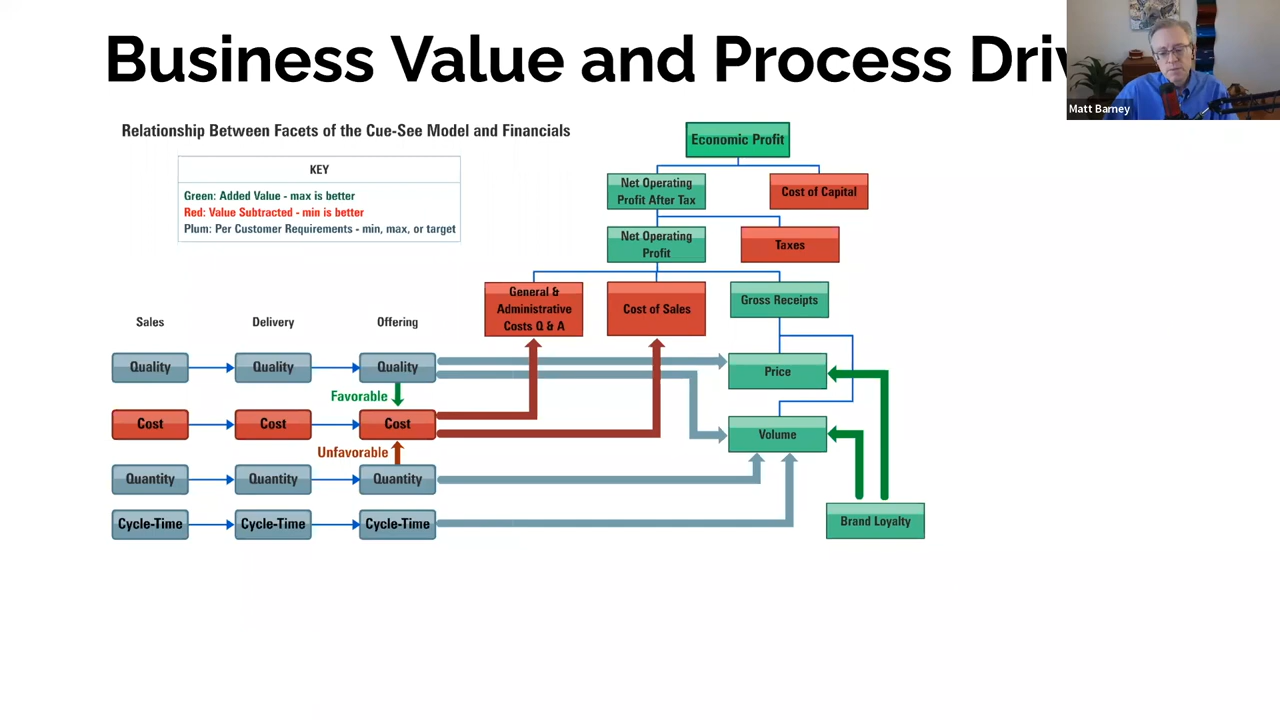 Business Value and Process Driv
Matt Barney
Relationship Between Facets of the Cue-See Model and Financials
KEY
Green: Added Value - max is better
Red: Value Subtracted - min is better
Plum: Per Customer Requirements - min, max, or target
Economic Profit
Net Operating
Profit After Tax
Cost of Capital
Net Operating
Profit
Taxes
General &
Administrative
Costs Q & A
Cost of Sales
Gross Receipts
Sales
Delivery
Offering
Quality
Quality
Quality
Price
Favorable
Cost
Cost
Cost
Volume
Unfavorable
Quantity
Quantity
Quantity
Cycle-Time
Cycle-Time
Cycle-Time
Brand Loyalty